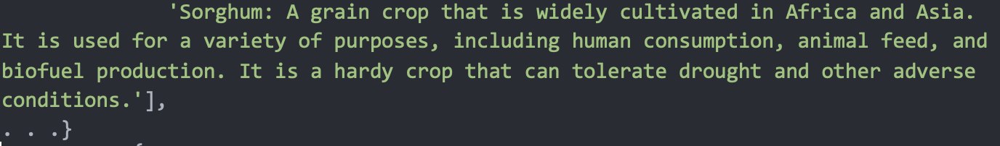 'Sorghum: A grain crop that is widely cultivated in Africa and Asia.
It is used for a variety of purposes, including human consumption, animal feed, and
biofuel production. It is a hardy crop that can tolerate drought and other adverse
conditions.'],
. . .}